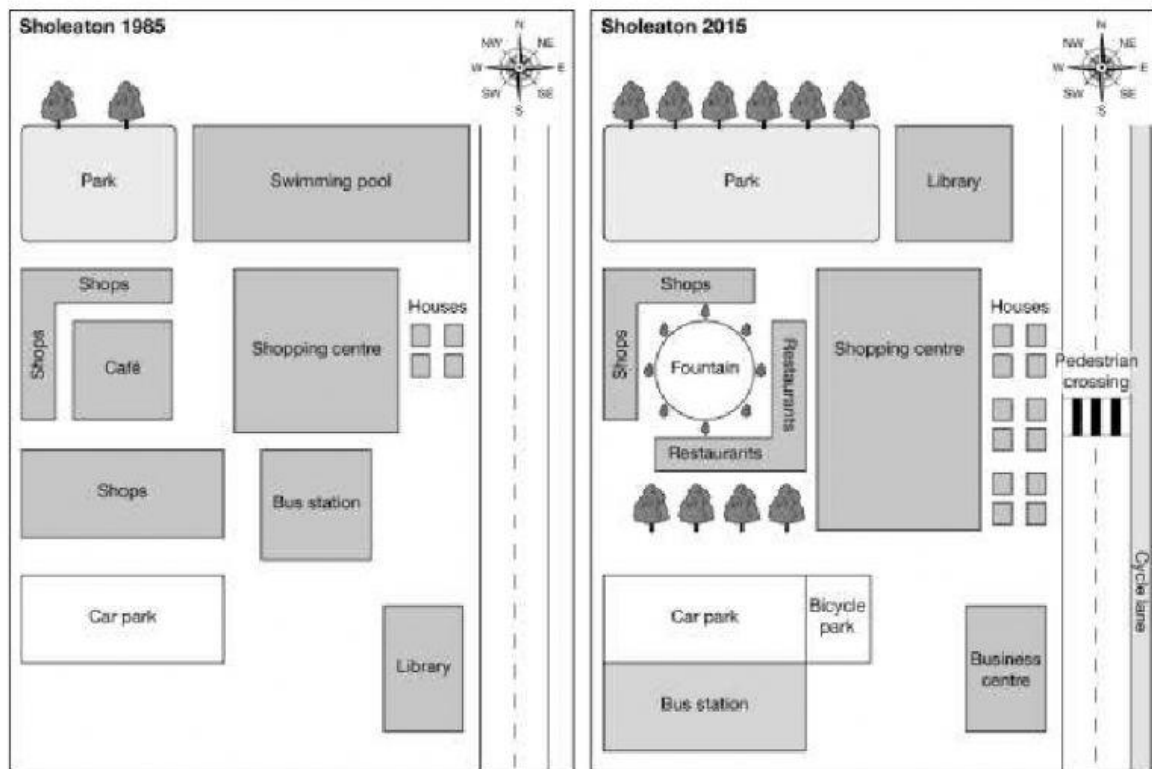 Sholeaton 1985
N
NW NE
W E
SW SE
S
Park
Swimming pool
Shops
Shops
Café
Shopping centre
Houses
Shops
Bus station
Car park
Library
Sholeaton 2015
N
NW NE
W E
SW SE
S
Park
Library
Shops
Shops
Fountain
Restaurants
Restaurants
Shopping centre
Houses
Pedestrian
crossing
Car park
Bicycle
park
Bus station
Business
centre
Cycle lane